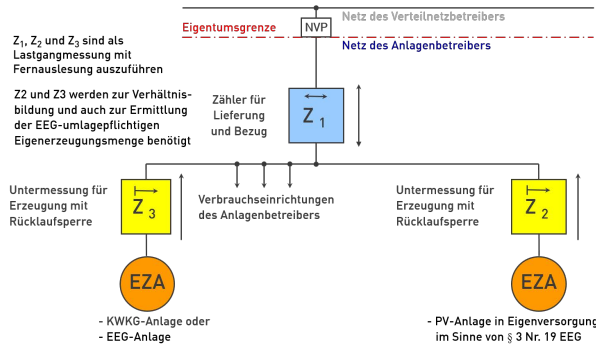 Netz des Verteilnetzbetreibers
Eigentumsgrenze
NVP
Netz des Anlagenbetreibers
Z1, Z2 und Z3 sind als
Lastgangmessung mit
Fernauslesung auszuführen
Z2 und Z3 werden zur Verhältnis-
bildung und auch zur Ermittlung
der EEG-umlagepflichtigen
Eigenerzeugungsmenge benötigt
Zähler für
Lieferung
und Bezug
Z 1
Untermessung für
Erzeugung mit
Rücklaufsperre
Z 3
Verbrauchseinrichtungen
des Anlagenbetreibers
Untermessung für
Erzeugung mit
Rücklaufsperre
Z 2
EZA
EZA
- KWKG-Anlage oder
- EEG-Anlage
- PV-Anlage in Eigenversorgung
im Sinne von § 3 Nr. 19 EEG